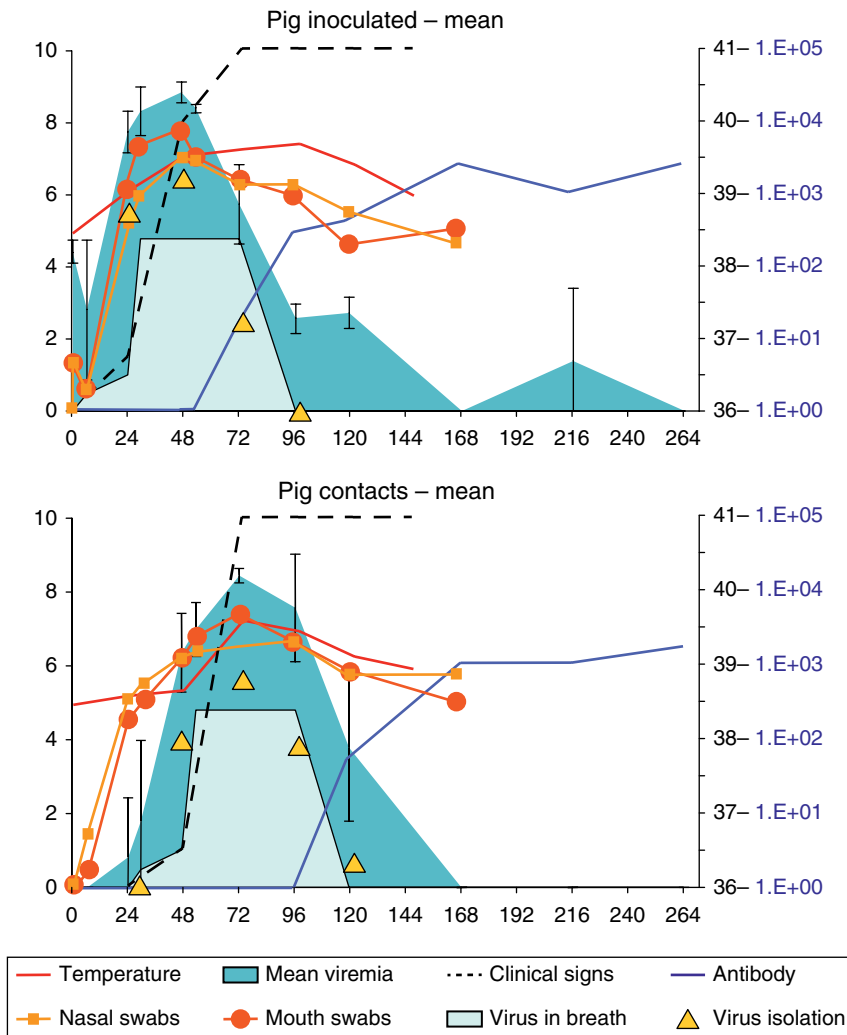 Pig inoculated – mean
10
8
6
4
2
0
41– 1.E+05
40– 1.E+04
39– 1.E+03
38– 1.E+02
37– 1.E+01
36– 1.E+00
0 24 48 72 96 120 144 168 192 216 240 264
Pig contacts – mean
10
8
6
4
2
0
41– 1.E+05
40– 1.E+04
39– 1.E+03
38– 1.E+02
37– 1.E+01
36– 1.E+00
0 24 48 72 96 120 144 168 192 216 240 264
Temperature Mean viremia Clinical signs Antibody
Nasal swabs Mouth swabs Virus in breath Virus isolation